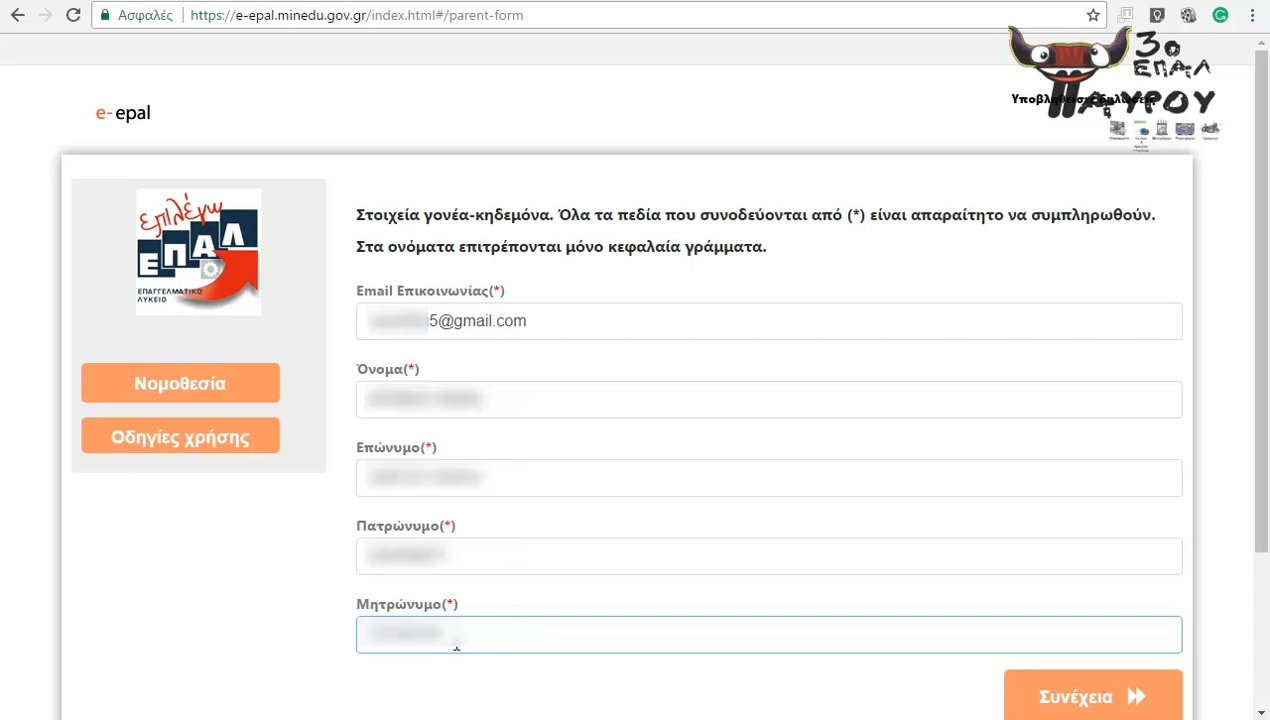 Ασφαλές
https://e-epal.minedu.gov.gr/index.html#/parent-form
3ο
ΕΠΑΛ
ΠΑΥΡΟΥ
Υποβληθείσες δηλώσεις
e-epal
επιλέγω
ΕΠΑΛ
ΕΠΑΓΓΕΛΜΑΤΙΚΟ
ΛΥΚΕΙΟ
Νομοθεσία
Οδηγίες χρήσης
Στοιχεία γονέα-κηδεμόνα. Όλα τα πεδία που συνοδεύονται από (*) είναι απαραίτητο να συμπληρωθούν.
Στα ονόματα επιτρέπονται μόνο κεφαλαία γράμματα.
Email Επικοινωνίας(*)
5@gmail.com
Όνομα(*)
Επώνυμο(*)
Πατρώνυμο(*)
Μητρώνυμο(*)
Συνέχεια